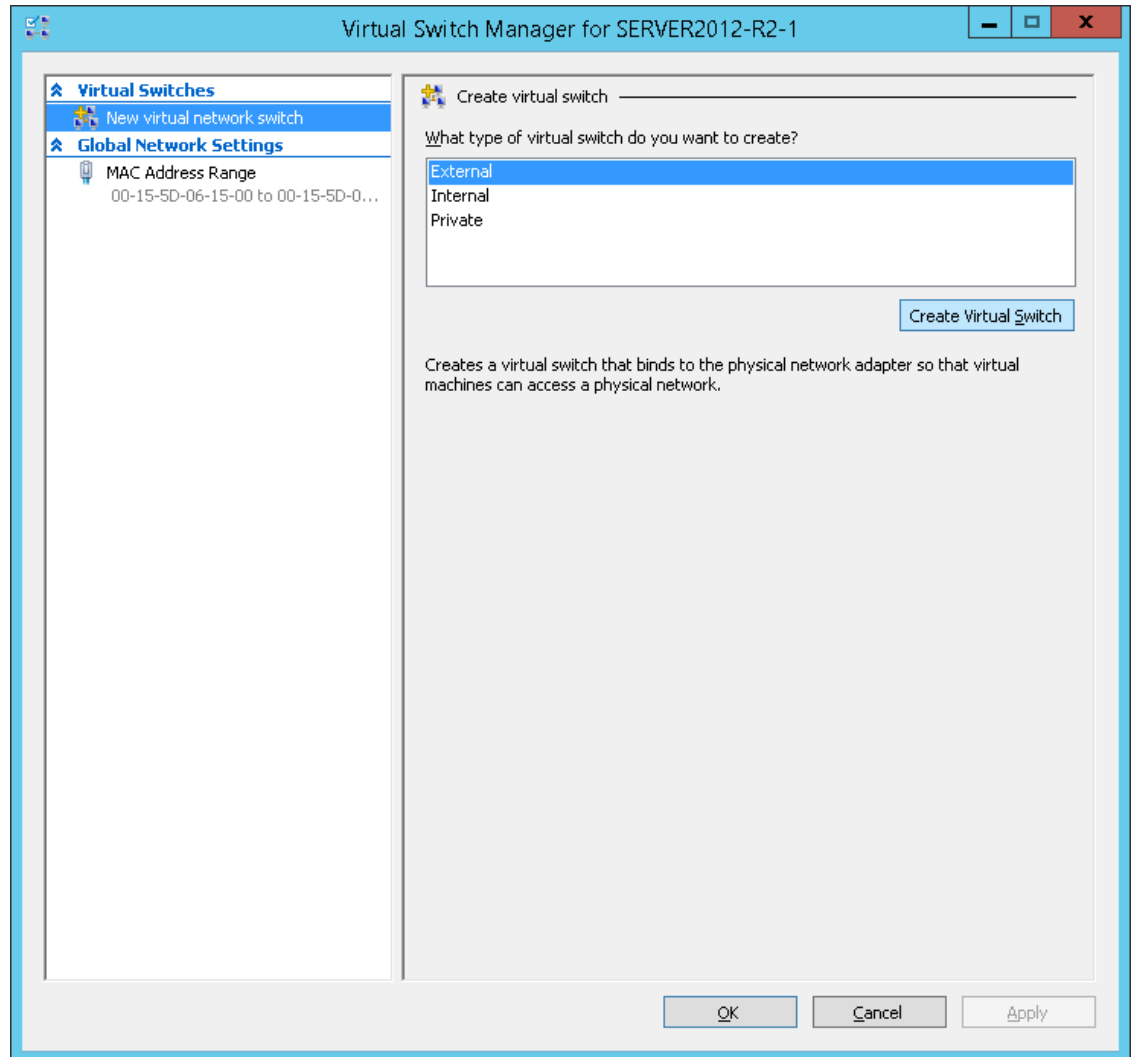 Virtual Switch Manager for SERVER2012-R2-1
Virtual Switches
New virtual network switch
Global Network Settings
MAC Address Range
00-15-5D-06-15-00 to 00-15-5D-0...
Create virtual switch
What type of virtual switch do you want to create?
External
Internal
Private
Create Virtual Switch
Creates a virtual switch that binds to the physical network adapter so that virtual
machines can access a physical network.
OK
Cancel
Apply